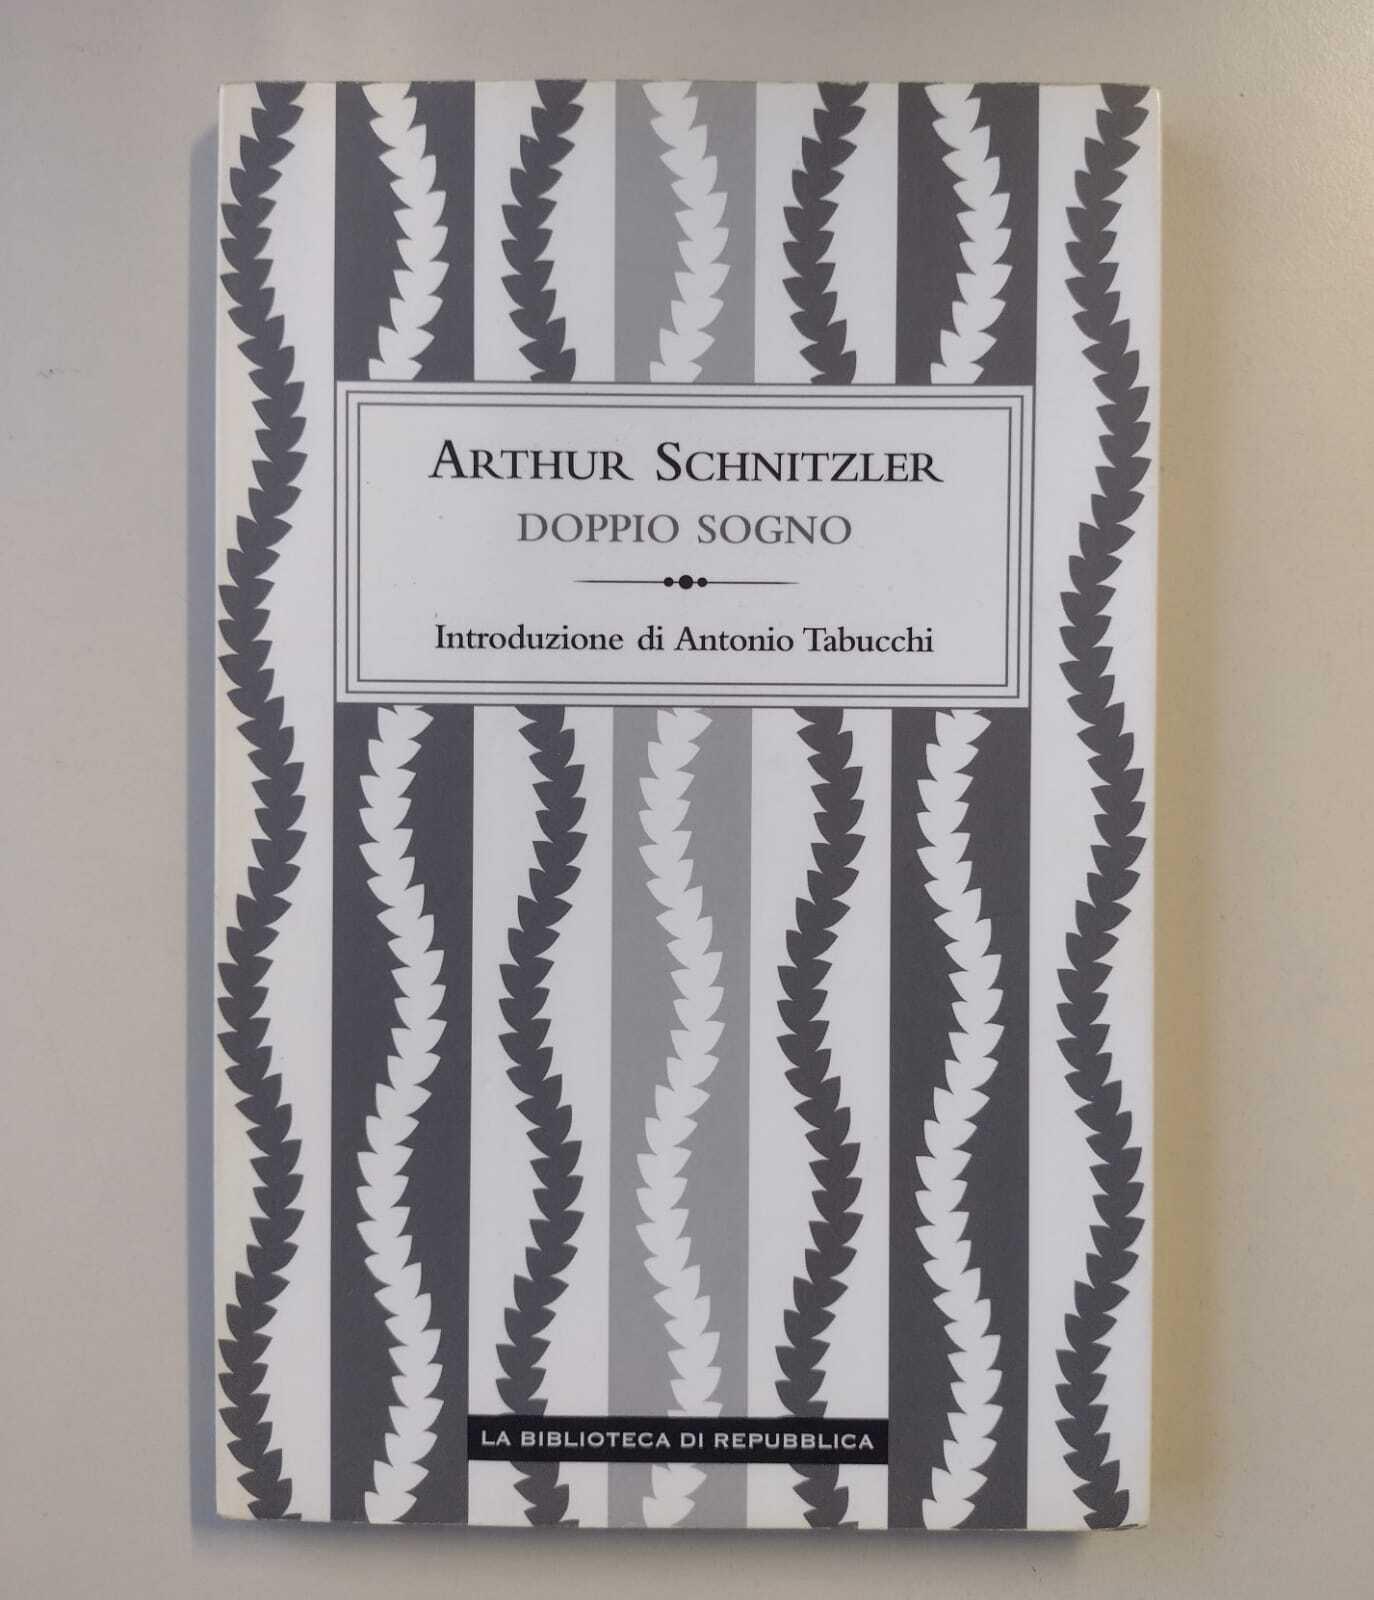 ARTHUR SCHNITZLER
DOPPIO SOGNO
Introduzione di Antonio Tabucchi
LA BIBLIOTECA DI REPUBBLICA